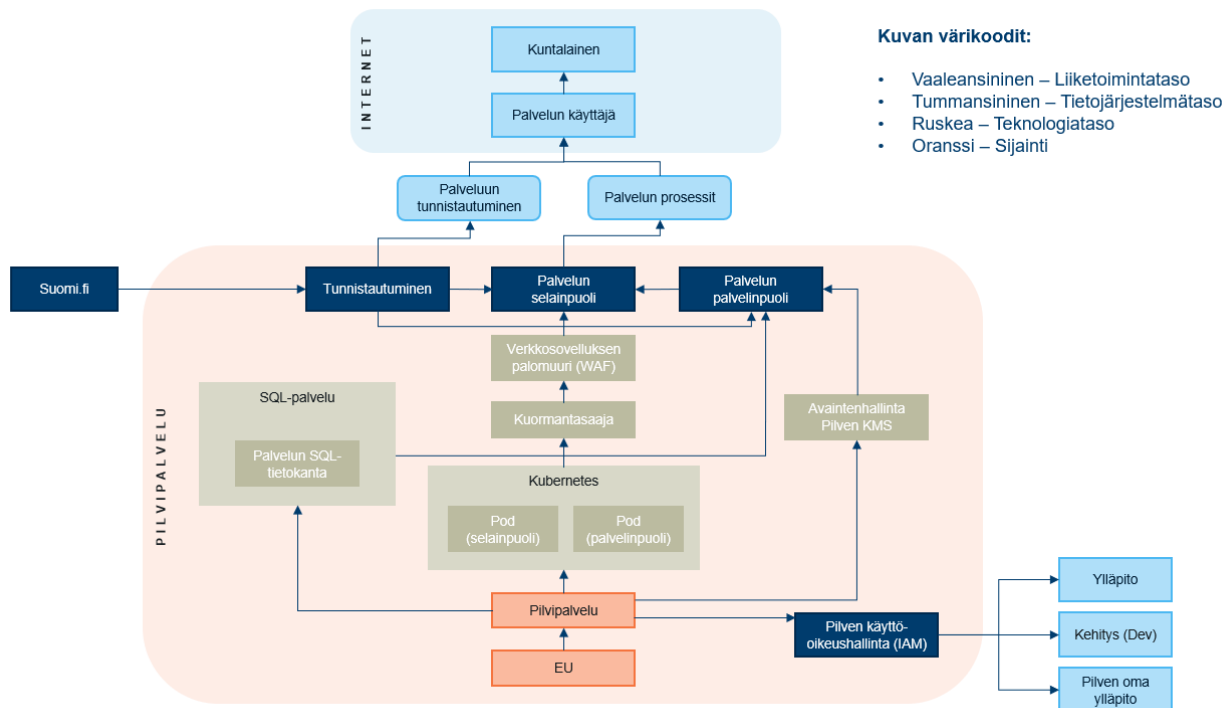 INTERNET
Kuntalainen
Palvelun käyttäjä
Kuvan värikoodit:
• Vaaleansininen – Liiketoimintataso
• Tummansininen – Tietojärjestelmätaso
• Ruskea – Teknologiataso
• Oranssi – Sijainti
Palveluun
tunnistautuminen
Palvelun prosessit
PILVIPALVELU
Suomi.fi
Tunnistautuminen
Palvelun
selainpuoli
Palvelun
palvelinpuoli
Verkkosovelluksen
palomuuri (WAF)
SQL-palvelu
Palvelun SQL-
tietokanta
Kuormantasaaja
Avaintenhallinta
Pilven KMS
Kubernetes
Pod
(selainpuoli)
Pod
(palvelinpuoli)
Pilvipalvelu
EU
Pilven käyttö-
oikeushallinta (IAM)
Ylläpito
Kehitys (Dev)
Pilven oma
ylläpito